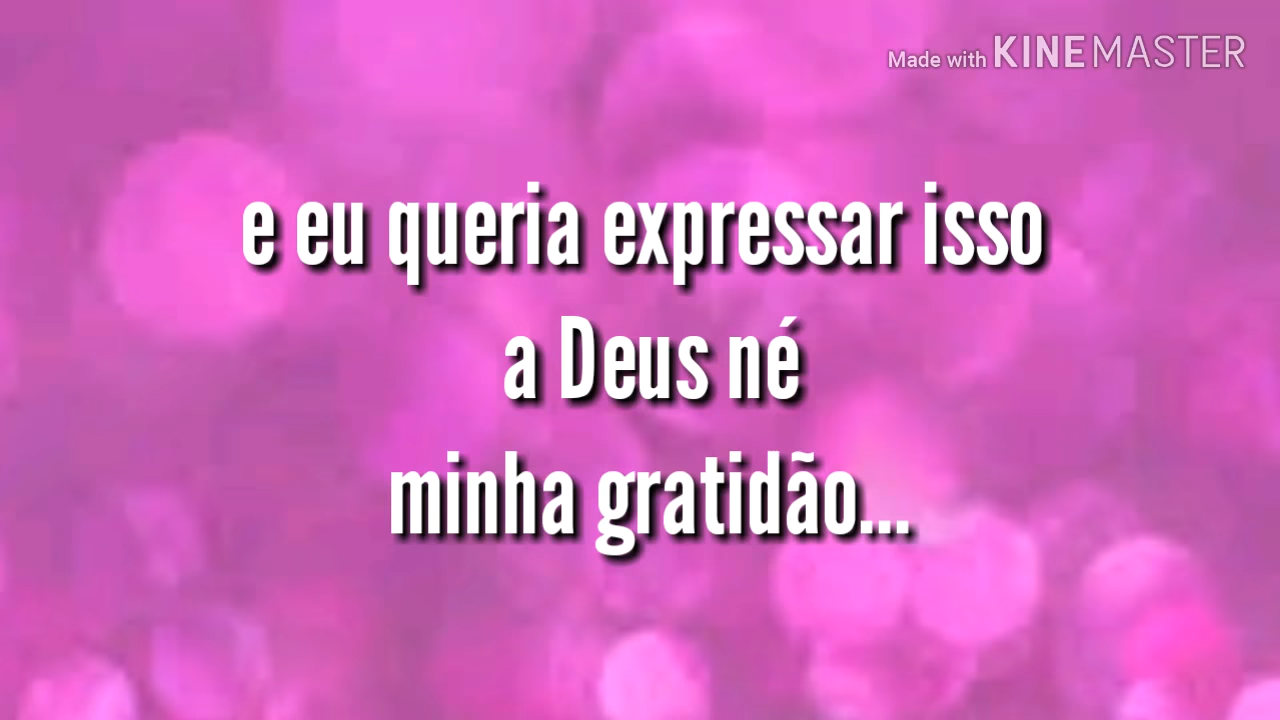 Made with KINEMASTER
e eu queria expressar isso
a Deus né
minha gratidão...